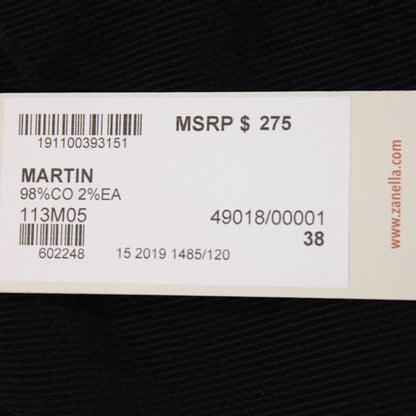 MSRP $ 275
191100393151
MARTIN
98%CO 2%EA
113M05
49018/00001
38
602248
15 2019 1485/120
www.zanella.com